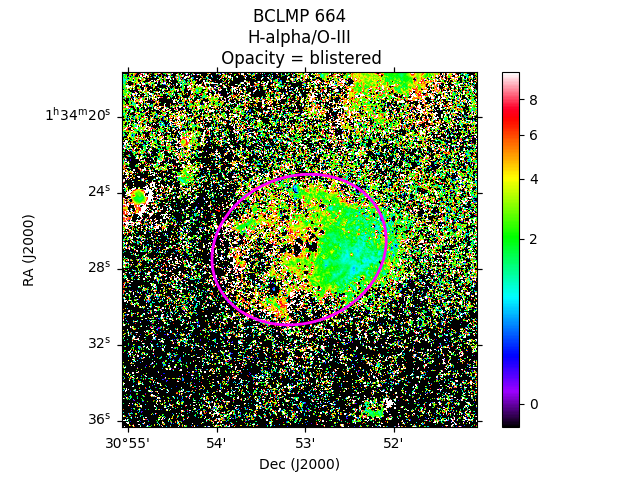 BCLMP 664
H-alpha/O-III
Opacity = blistered
1ʰ34ᵐ20ˢ
24ˢ
28ˢ
32ˢ
36ˢ
RA (J2000)
30°55' 54' 53' 52'
Dec (J2000)
8
6
4
2
0